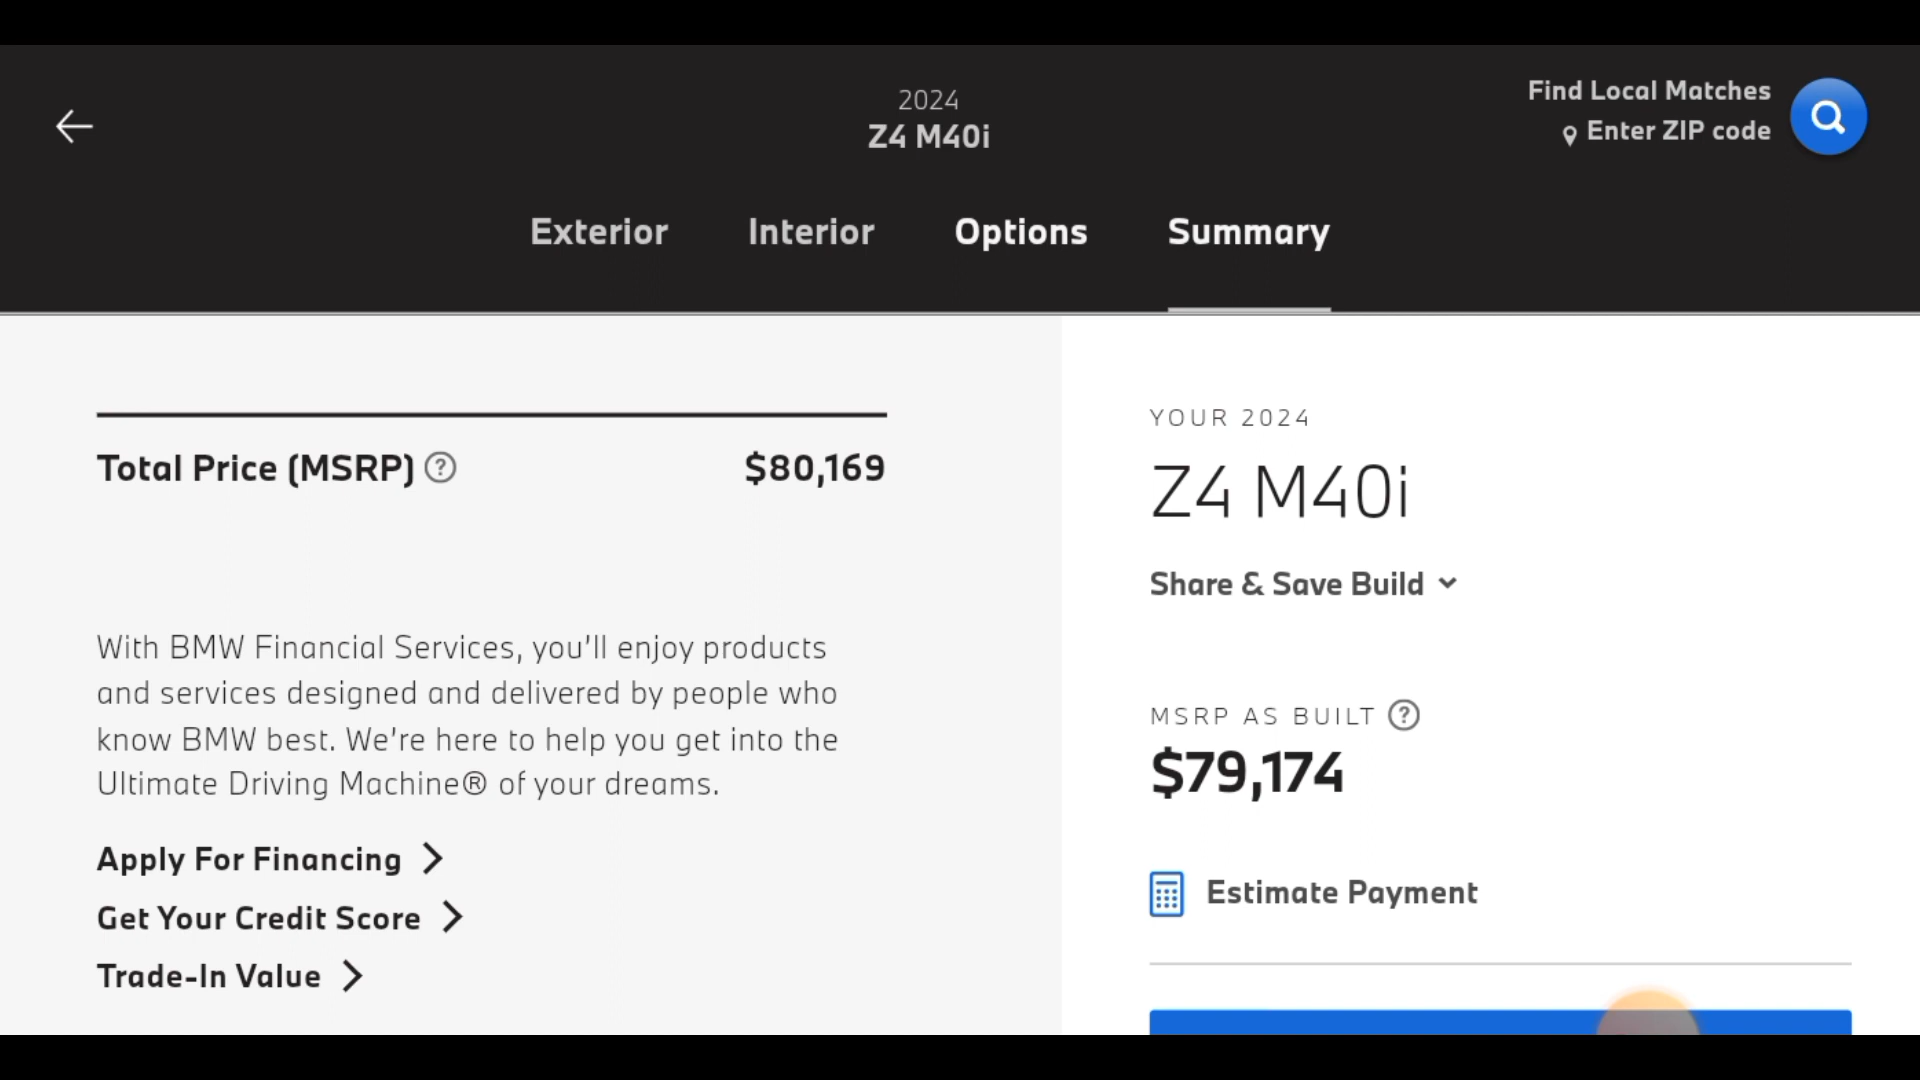 2024
Z4 M40i
Find Local Matches
Enter ZIP code
Exterior
Interior
Options
Summary
Total Price (MSRP) ?
$80,169
With BMW Financial Services, you'll enjoy products
and services designed and delivered by people who
know BMW best. We're here to help you get into the
Ultimate Driving Machine® of your dreams.
Apply For Financing
Get Your Credit Score
Trade-In Value
YOUR 2024
Z4 M40i
Share & Save Build
MSRP AS BUILT ?
$79,174
Estimate Payment